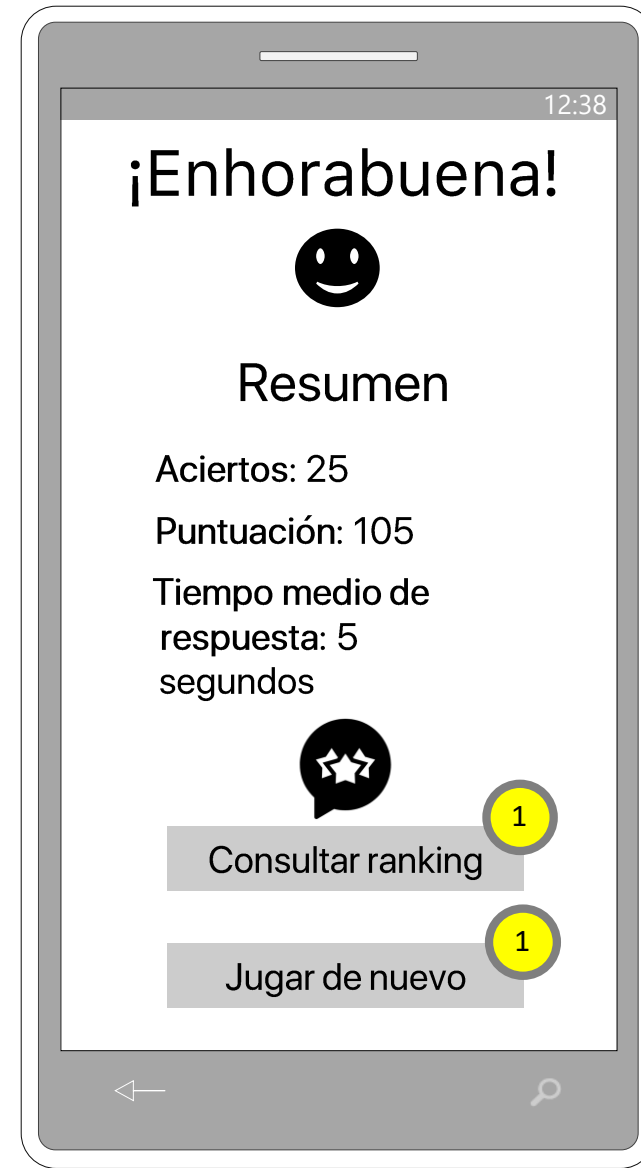 12:38
¡Enhorabuena!
Resumen
Aciertos: 25
Puntuación: 105
Tiempo medio de
respuesta: 5
segundos
1
Consultar ranking
1
Jugar de nuevo